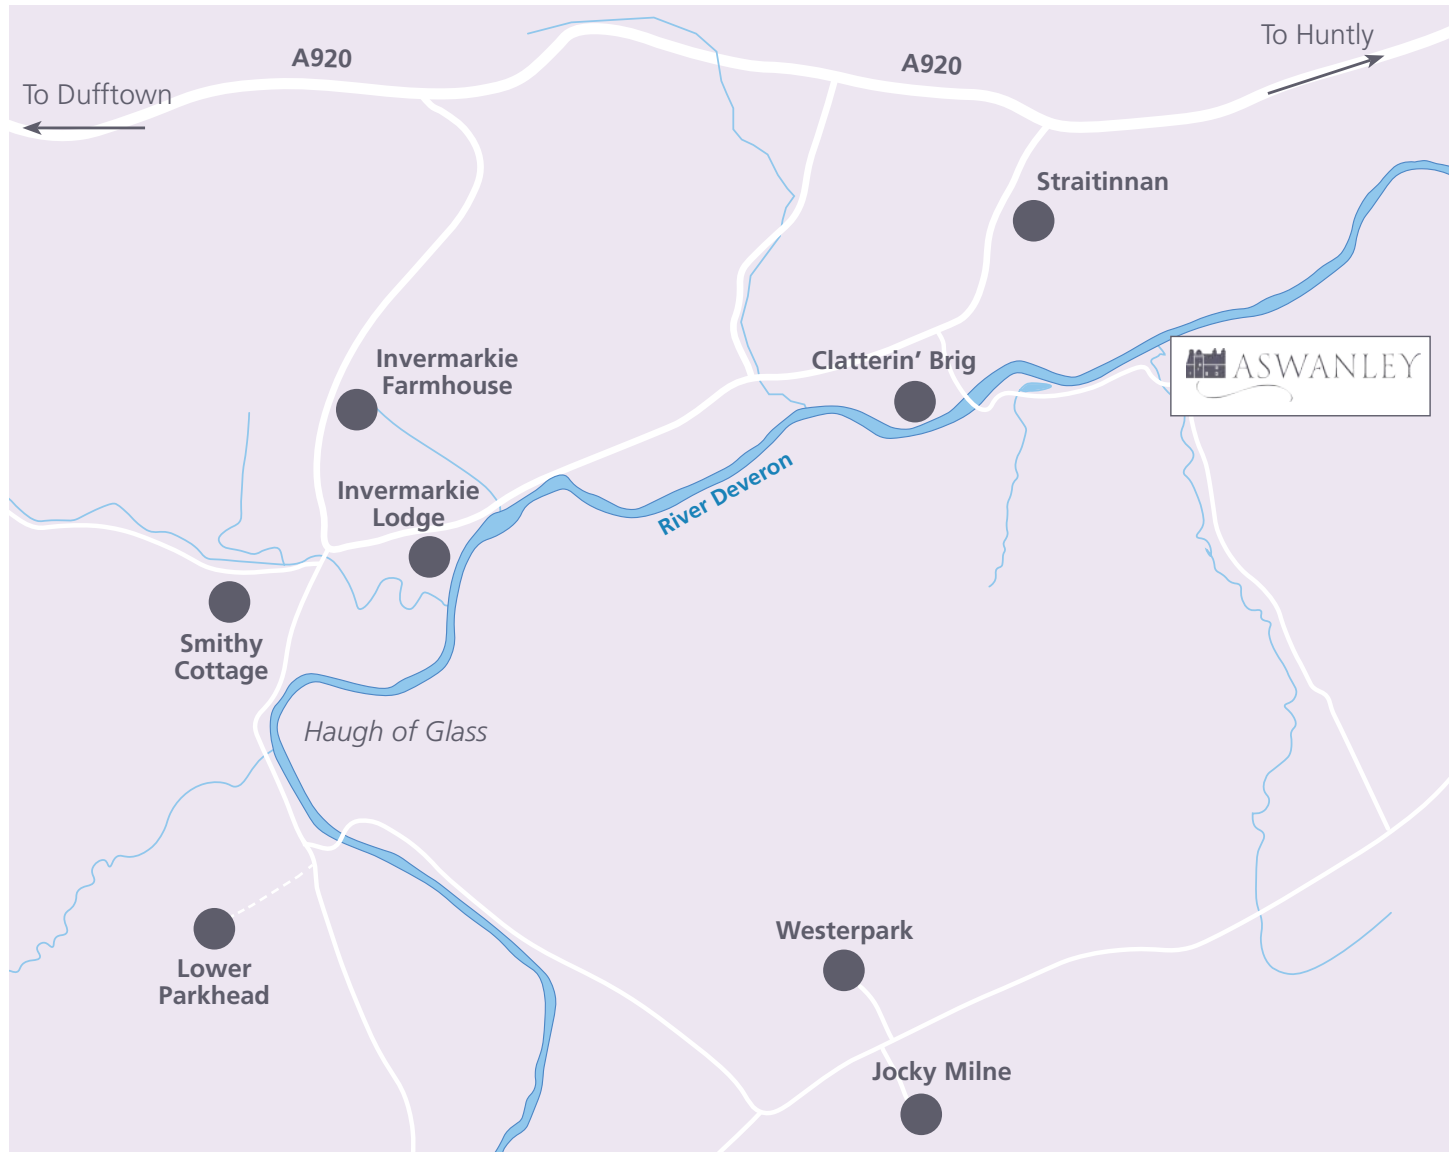 To Huntly
A920
A920
To Dufftown
Straitinnan
Invermarkie
Farmhouse
Clatterin’ Brig
ASWANLEY
Invermarkie
Lodge
River Deveron
Smithy
Cottage
Haugh of Glass
Westerpark
Lower
Parkhead
Jocky Milne